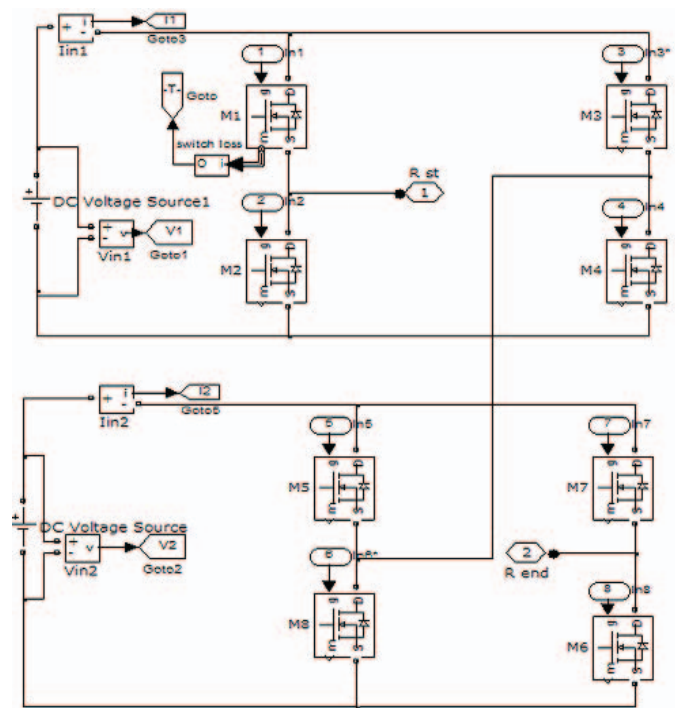 I1
Iin1
Goto3
1
In1
3
In3*
-T-
Goto
M1
g
D
m
S
M3
g
D
m
S
switch loss
O
i
R st
1
DC Voltage Source1
2
In2
4
In4
V1
Vin1
Goto1
M2
g
D
m
S
M4
g
D
m
S
I2
Iin2
Goto5
5
In5
7
In7
M5
g
D
m
S
M7
g
D
m
S
DC Voltage Source
V2
Vin2
Goto2
6
In6*
2
R end
8
In8
M8
g
D
m
S
M6
g
D
m
S